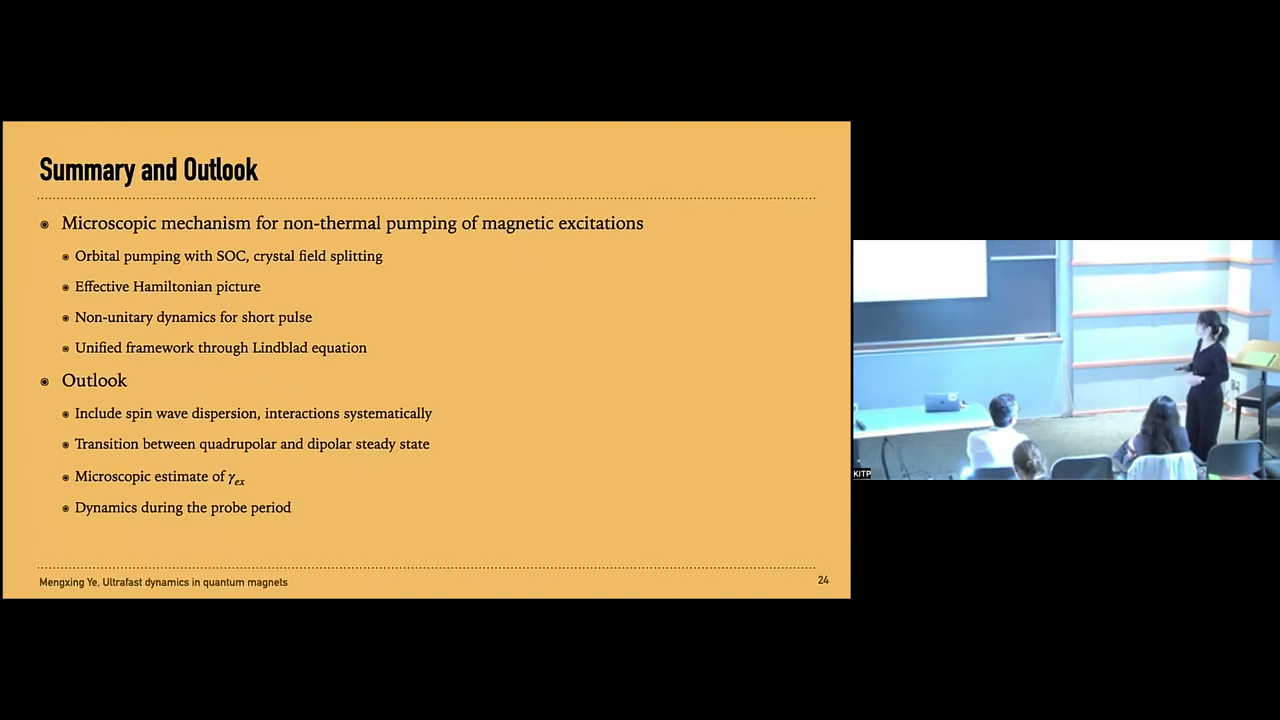 Summary and Outlook
Microscopic mechanism for non-thermal pumping of magnetic excitations
Orbital pumping with SOC, crystal field splitting
Effective Hamiltonian picture
Non-unitary dynamics for short pulse
Unified framework through Lindblad equation
Outlook
Include spin wave dispersion, interactions systematically
Transition between quadrupolar and dipolar steady state
Microscopic estimate of γex
Dynamics during the probe period
Mengxing Ye, Ultrafast dynamics in quantum magnets
24
KITP